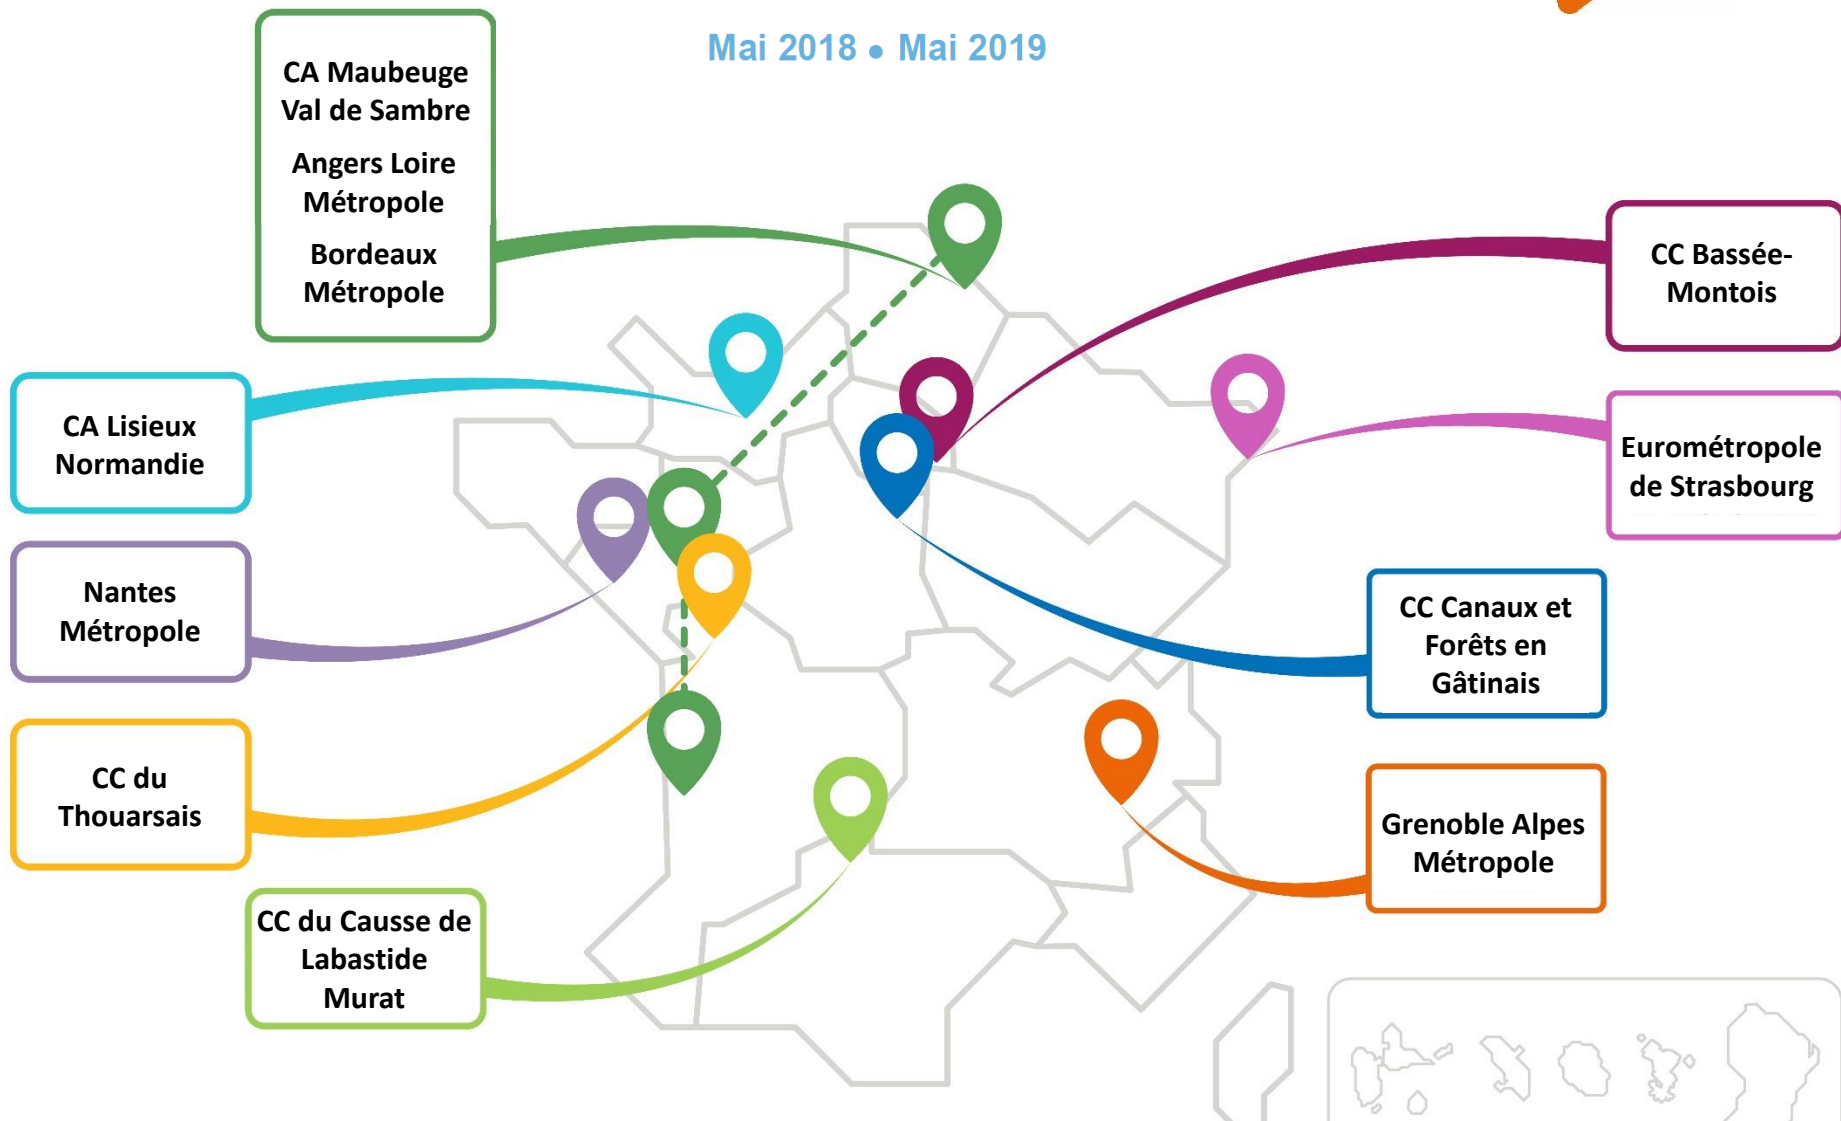 Mai 2018 • Mai 2019
CA Maubeuge
Val de Sambre
Angers Loire
Métropole
Bordeaux
Métropole
CA Lisieux
Normandie
Nantes
Métropole
CC du
Thouarsais
CC du Causse de
Labastide
Murat
CC Bassée-
Montois
Eurométropole
de Strasbourg
CC Canaux et
Forêts en
Gâtinais
Grenoble Alpes
Métropole